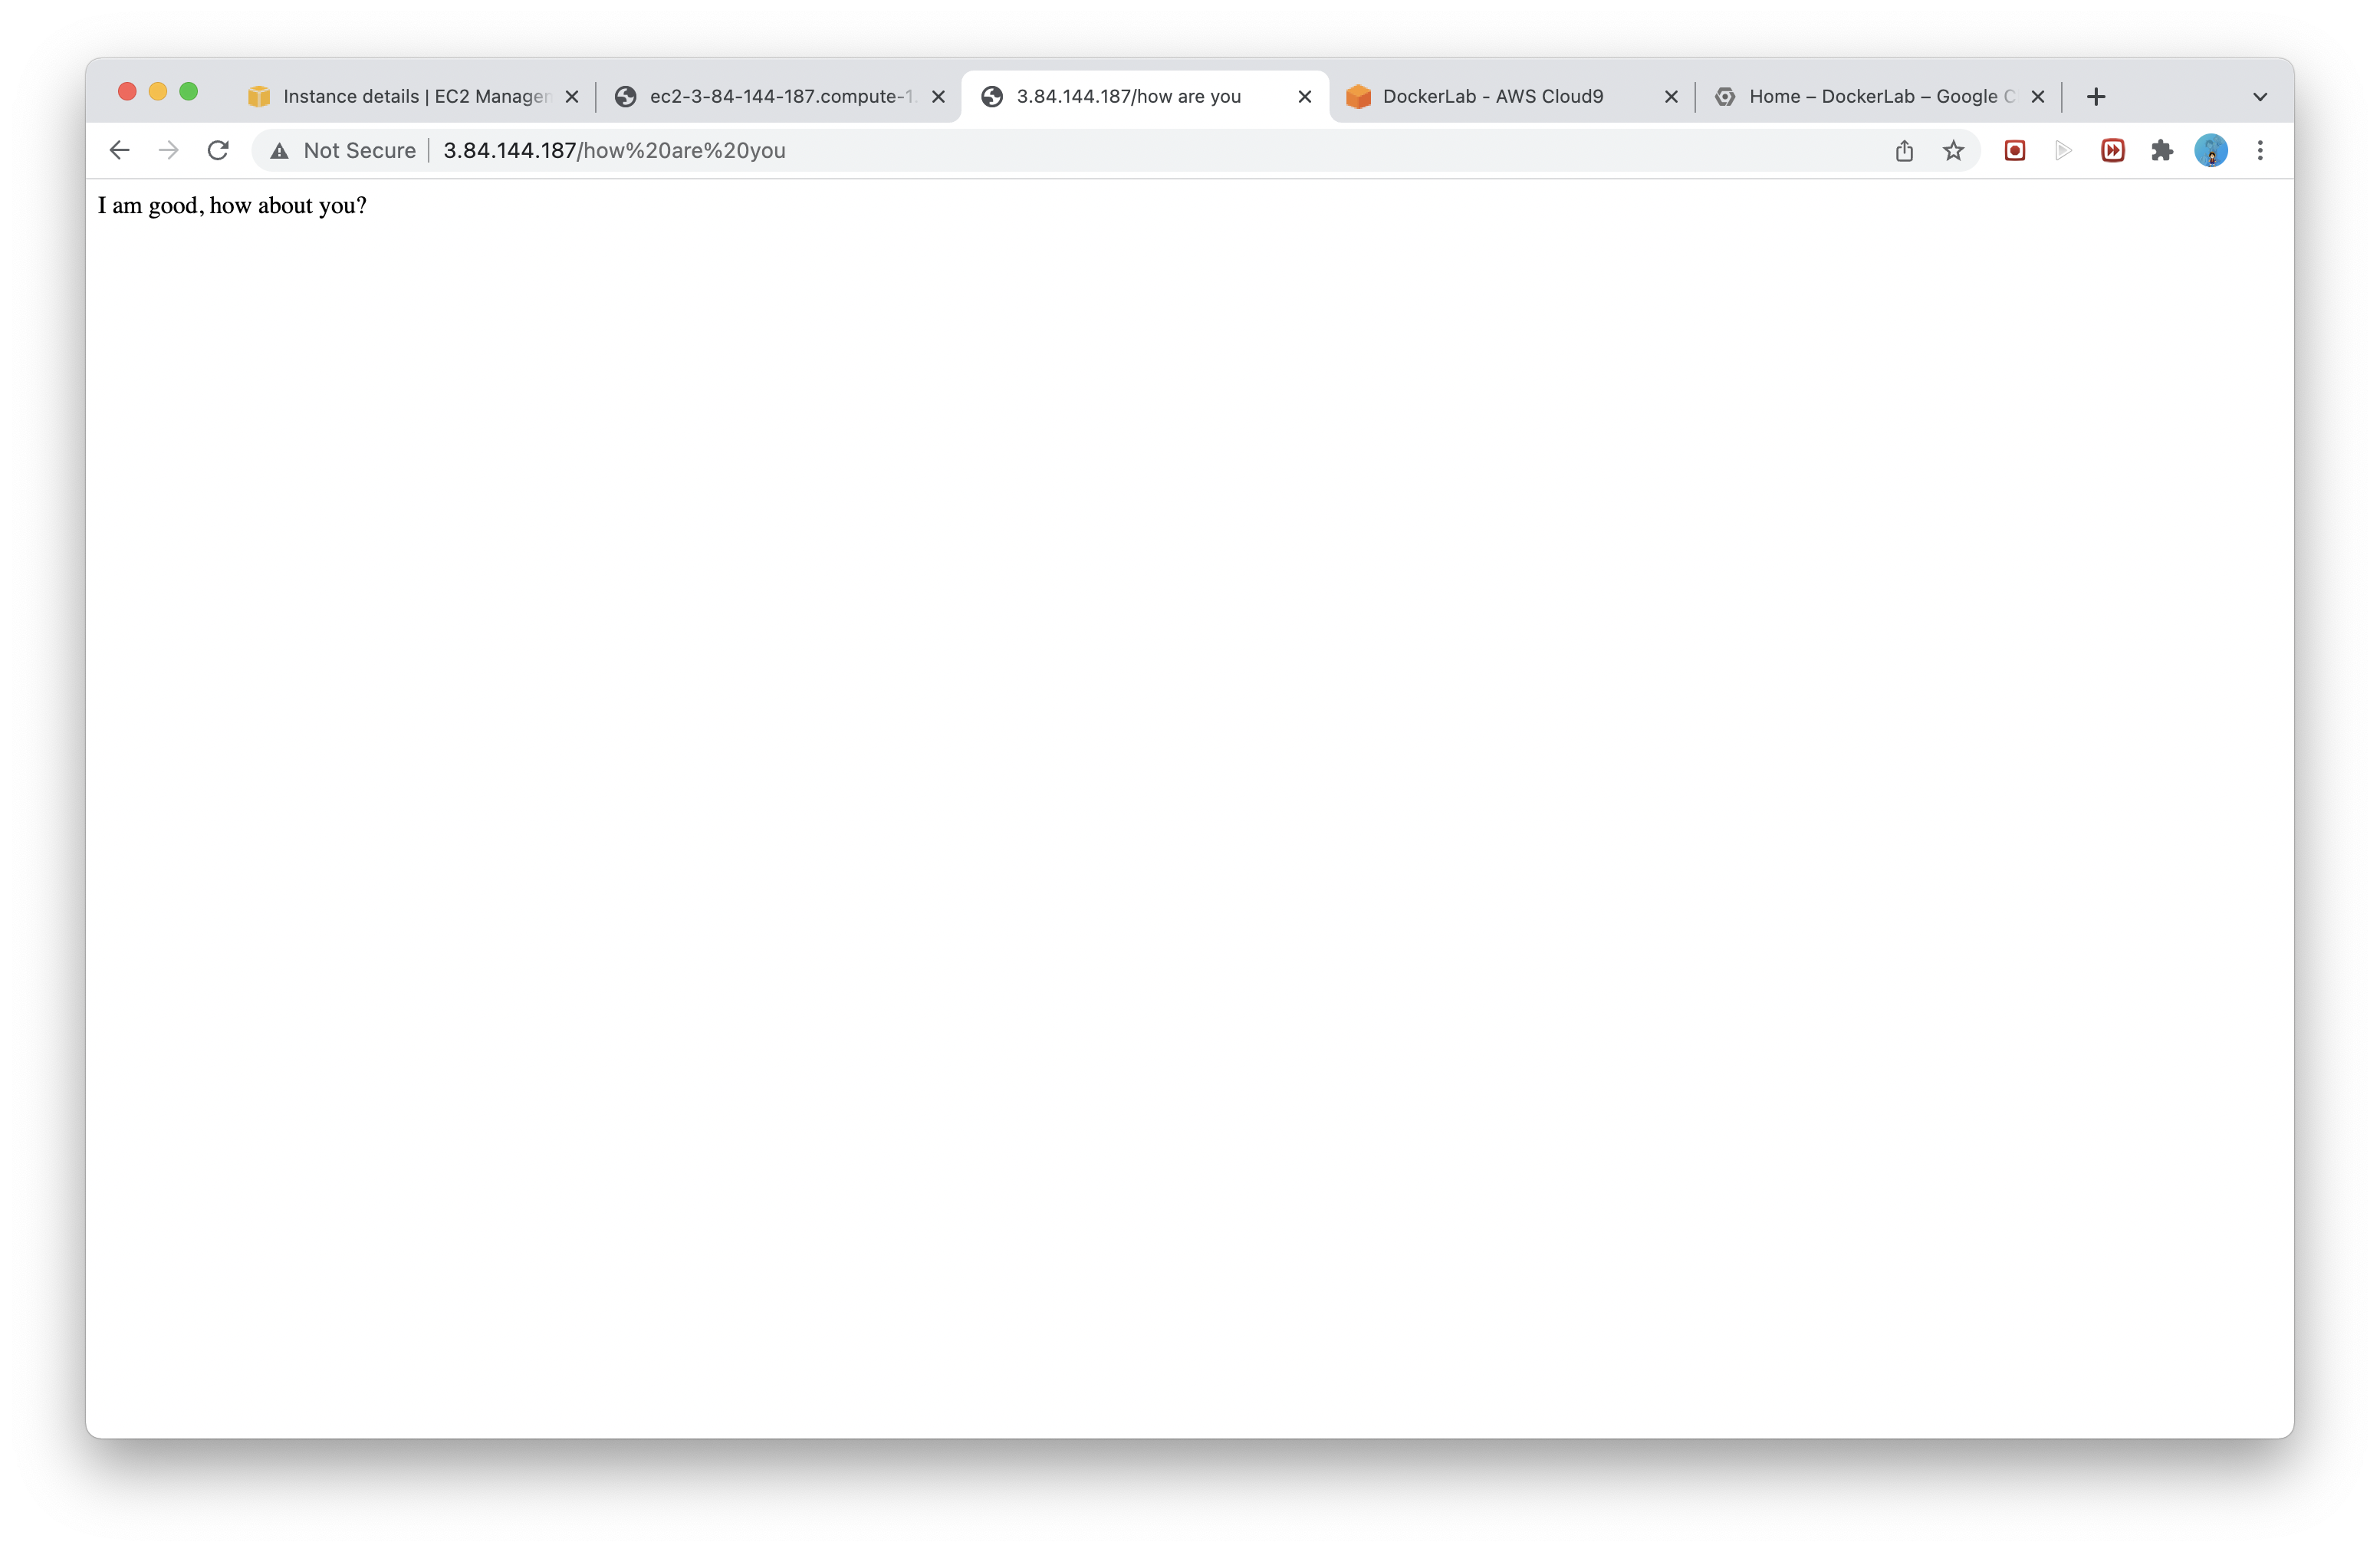 Instance details | EC2 Managen
ec2-3-84-144-187.compute-1.
3.84.144.187/how are you
DockerLab - AWS Cloud9
Home – DockerLab – Google C
Not Secure
3.84.144.187/how%20are%20you
I am good, how about you?